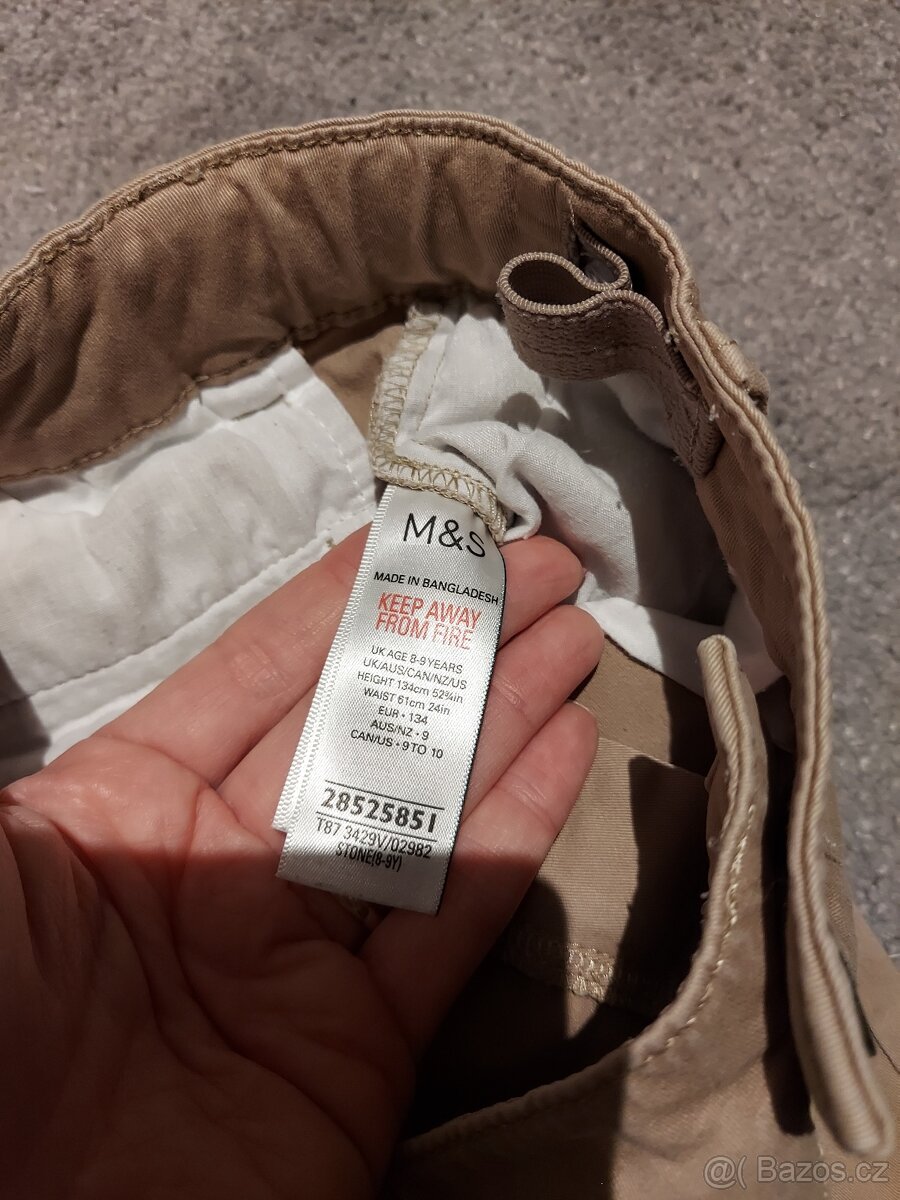 M&S
MADE IN BANGLADESH
KEEP AWAY
FROM FIRE
UK AGE 8-9YEARS
UK/AUS/CAN/NZ/US
HEIGHT 134cm 52¾in
WAIST 61cm 24in
EUR • 134
AUS/NZ • 9
CAN/US • 9 TO 10
28525851
T87 3429V/02982
STONE(8-9Y)
@( Bazos.cz